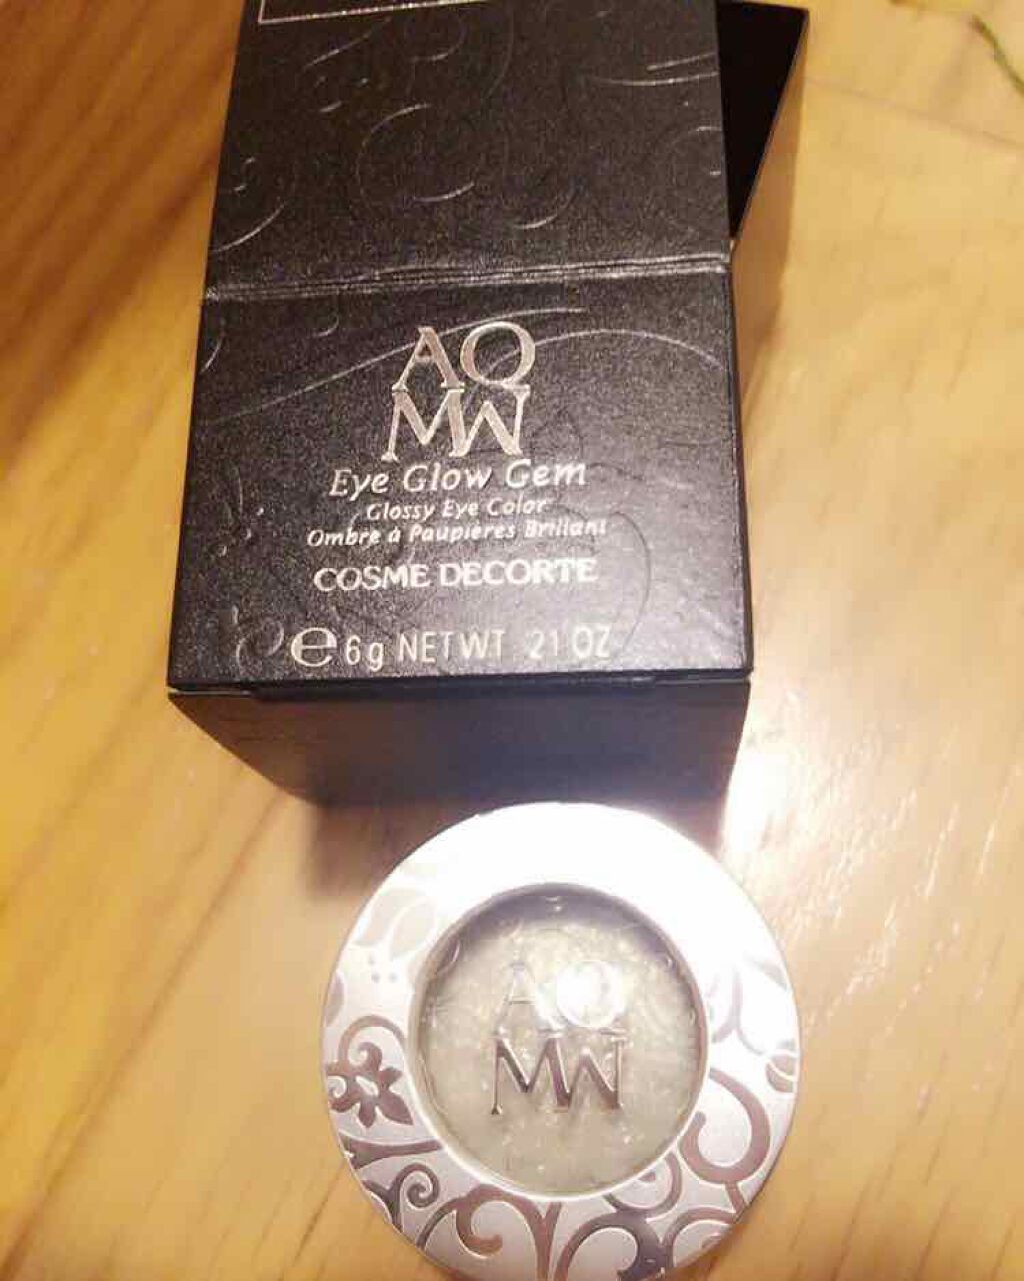 AQ
MW
Eye Glow Gem
Glossy Eye Color
Ombre à Paupières Brillant
COSME DECORTE
e 6g NET WT .21 OZ
AQ
MW